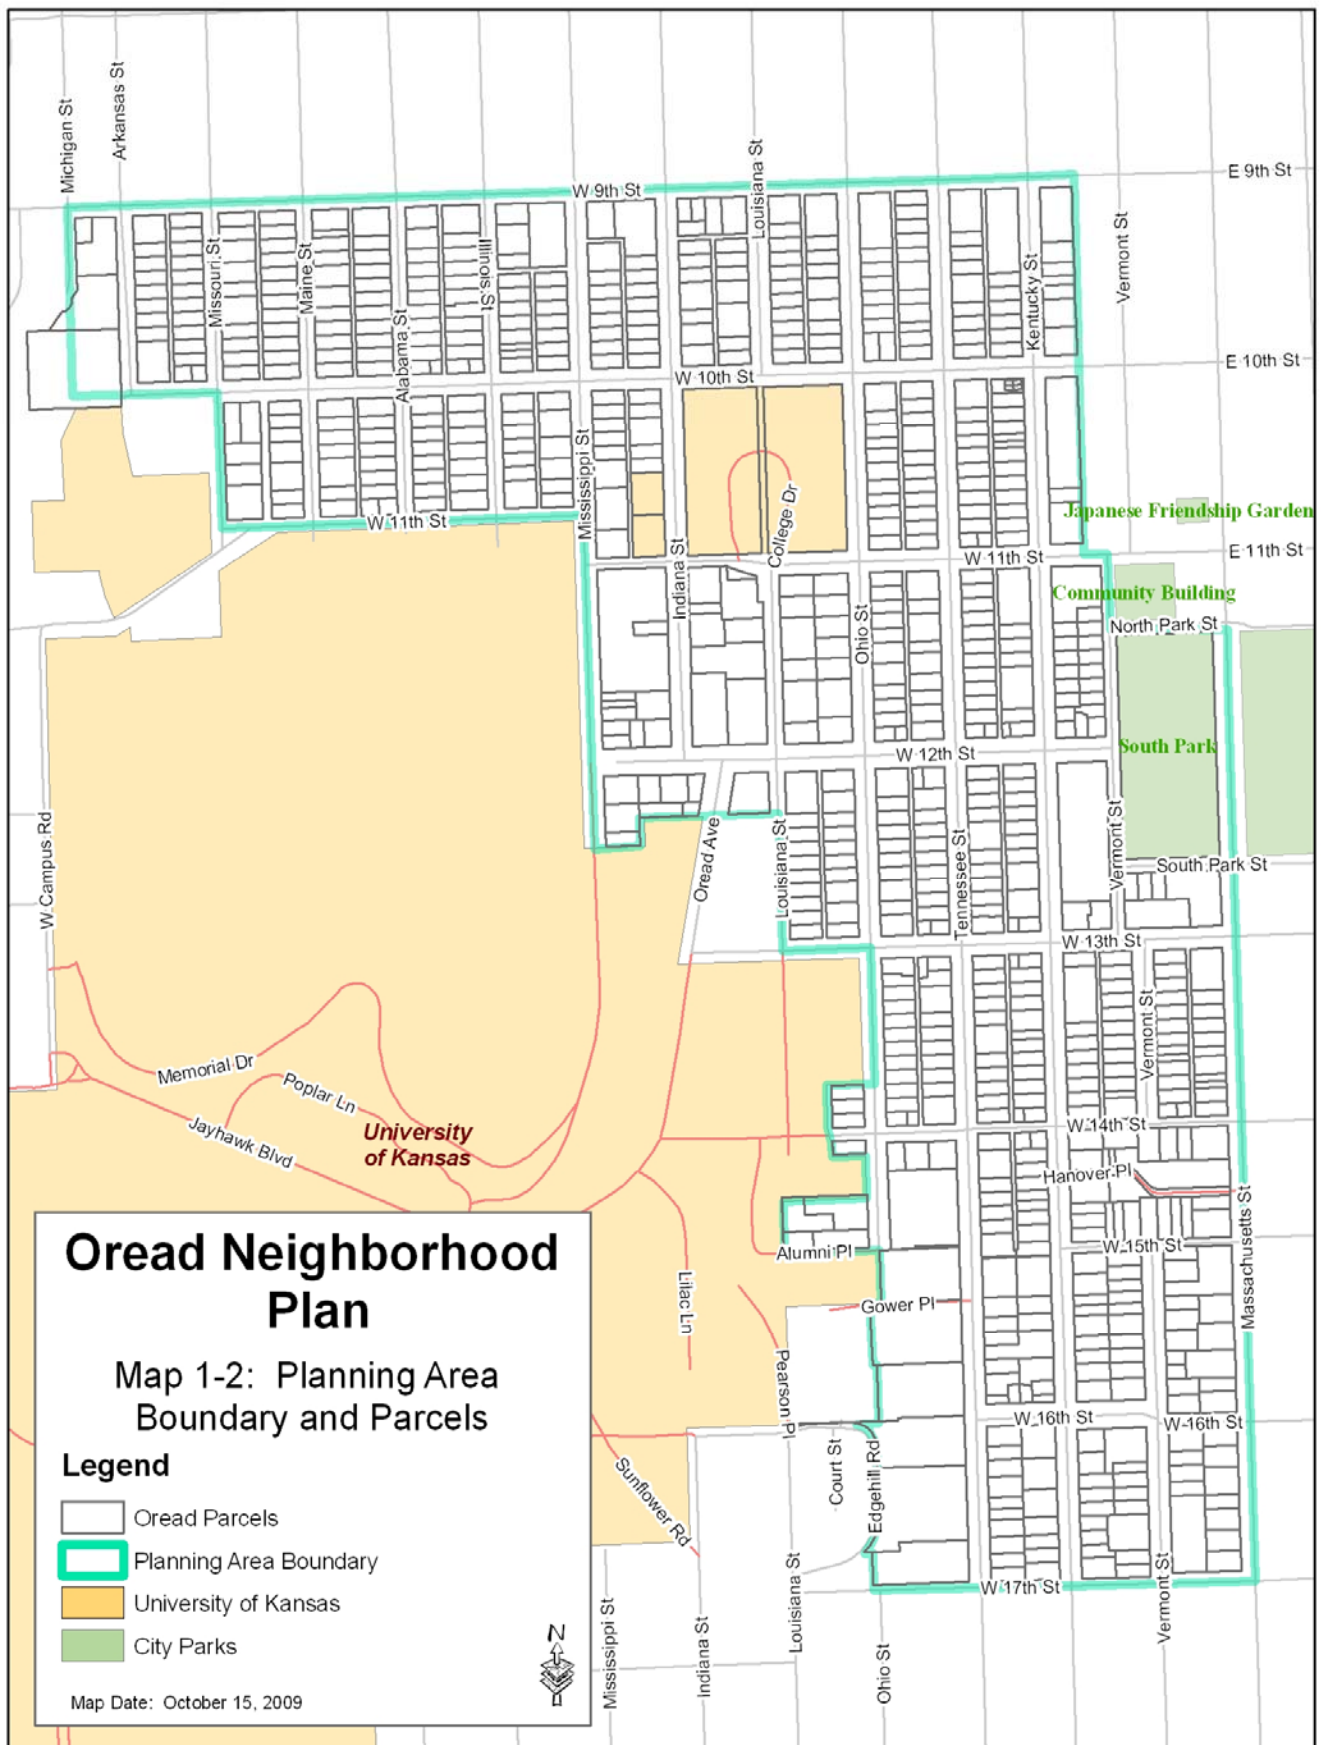 Michigan St
Arkansas St
Louisiana St
E 9th St
W 9th St
Vermont St
Missouri St
Maine St
Illinois St
Alabama St
Kentucky St
E 10th St
W 10th St
Mississippi St
College Dr
Japanese Friendship Garden
W 11th St
W 11th St
E 11th St
Indiana St
Community Building
Ohio St
North Park St
South Park
W 12th St
W Campus Rd
Oread Ave
Louisiana St
Tennessee St
Vermont St
South Park St
W 13th St
Vermont St
Memorial Dr
Poplar Ln
Jayhawk Blvd
University
of Kansas
W 14th St
Hanover Pl
Massachusetts St
Alumni Pl
W 15th St
Lilac Ln
Gower Pl
Pearson Pl
W 16th St
W 16th St
Court St
Edgehill Rd
Sunflower Rd
W 17th St
Vermont St
Louisiana St
Mississippi St
Indiana St
Ohio St
Oread Neighborhood
Plan
Map 1-2: Planning Area
Boundary and Parcels
Legend
Oread Parcels
Planning Area Boundary
University of Kansas
City Parks
N
Map Date: October 15, 2009